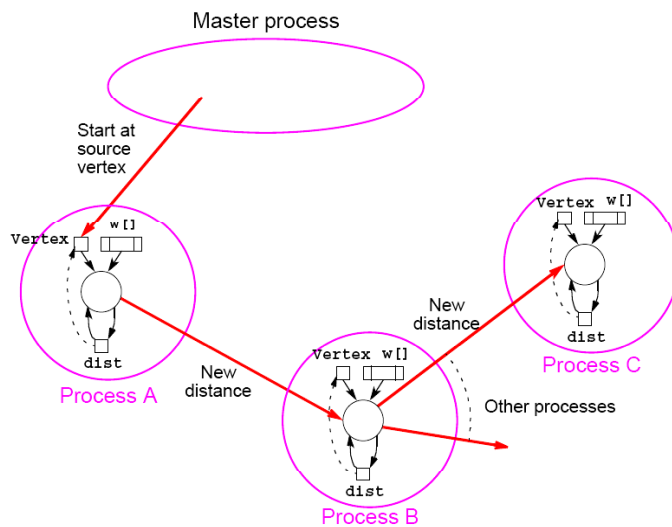 Master process
Start at
source
vertex
w[]
Vertex
dist
Process A
New
distance
Vertex w[]
dist
Process B
New
distance
Other processes
Vertex w[]
dist
Process C